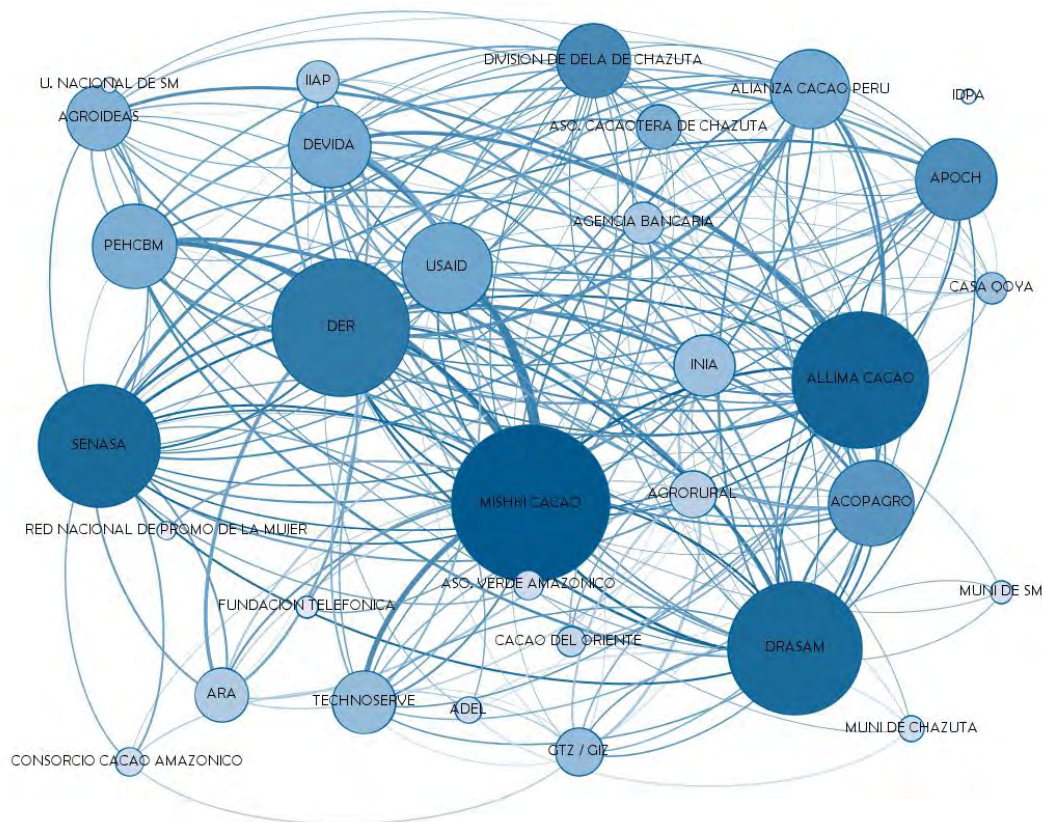 DIVISION DE DELA DE CHAZUTA
U. NACIONAL DE SM
IIAP
ALIANZA CACAO PERU
IDPA
AGROIDEAS
ASO. CACAOTERA DE CHAZUTA
DEVIDA
APOCH
AGENCIA BANCARIA
PEHCBM
USAID
CASA QOYA
DER
INIA
ALLIMA CACAO
SENASA
MISHKI CACAO
AGRORURAL
ACOPAGRO
RED NACIONAL DE PROMO DE LA MUJER
ASO. VERDE AMAZONICO
MUNI DE SM
FUNDACION TELEFONICA
CACAO DEL ORIENTE
DRASAM
ARA
TECHNOSERVE
ADEL
MUNI DE CHAZUTA
GTZ / GIZ
CONSORCIO CACAO AMAZONICO